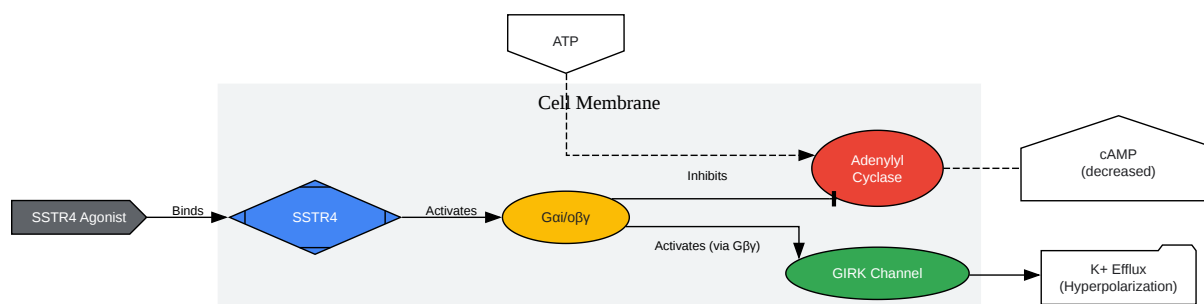 ATP
Cell Membrane
Adenylyl
Cyclase
cAMP
(decreased)
Inhibits
SSTR4 Agonist
Binds
SSTR4
Activates
Gαi/oβγ
Activates (via Gβγ)
GIRK Channel
K+ Efflux
(Hyperpolarization)